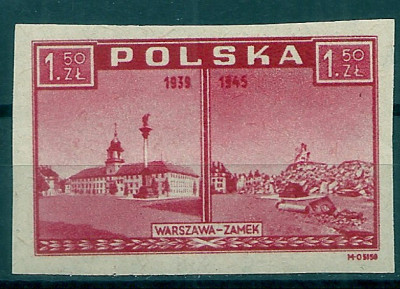 1.50 ZŁ POLSKA 1.50 ZŁ
1939 1945
WARSZAWA-ZAMEK